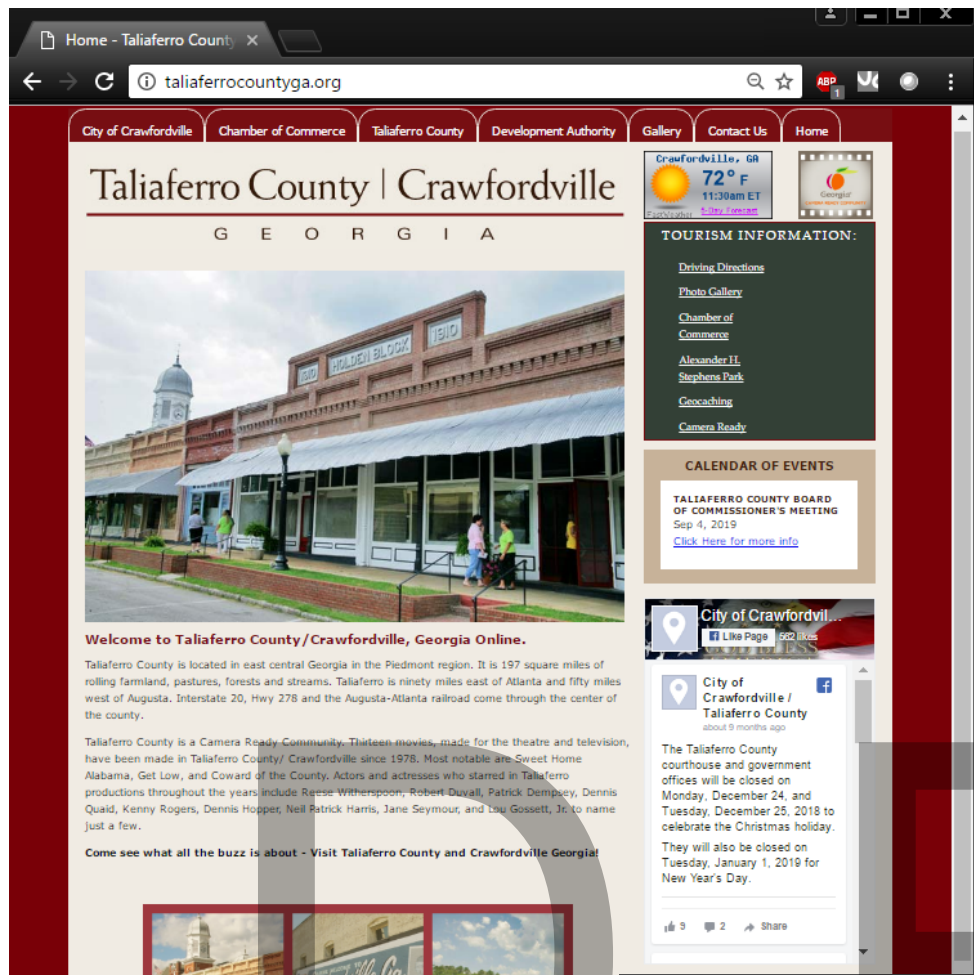 Home - Taliaferro County
taliaferrocountyga.org
ABP
1
City of Crawfordville
Chamber of Commerce
Taliaferro County
Development Authority
Gallery
Contact Us
Home
Taliaferro County | Crawfordville
GEORGIA
Crawfordville, GA
72° F
11:30am ET
FastWeather
5-Day Forecast
Georgia
TOURISM INFORMATION:
Driving Directions
Photo Gallery
Chamber of
Commerce
Alexander H.
Stephens Park
Geocaching
Camera Ready
1910
HOLDEN BLOCK
1910
CALENDAR OF EVENTS
TALIAFERRO COUNTY BOARD
OF COMMISSIONER'S MEETING
Sep 4, 2019
Click Here for more info
Welcome to Taliaferro County/Crawfordville, Georgia Online.
Taliaferro County is located in east central Georgia in the Piedmont region. It is 197 square miles of
rolling farmland, pastures, forests and streams. Taliaferro is ninety miles east of Atlanta and fifty miles
west of Augusta. Interstate 20, Hwy 278 and the Augusta-Atlanta railroad come through the center of
the county.
Taliaferro County is a Camera Ready Community. Thirteen movies, made for the theatre and television,
have been made in Taliaferro County/ Crawfordville since 1978. Most notable are Sweet Home
Alabama, Get Low, and Coward of the County. Actors and actresses who starred in Taliaferro
productions throughout the years include Reese Witherspoon, Robert Duvall, Patrick Dempsey, Dennis
Quaid, Kenny Rogers, Dennis Hopper, Neil Patrick Harris, Jane Seymour, and Lou Gossett, Jr. to name
just a few.
Come see what all the buzz is about - Visit Taliaferro County and Crawfordville Georgia!
City of Crawfordvil...
Like Page
562 likes
City of
Crawfordville /
Taliaferro County
about 9 months ago
The Taliaferro County
courthouse and government
offices will be closed on
Monday, December 24, and
Tuesday, December 25, 2018 to
celebrate the Christmas holiday.
They will also be closed on
Tuesday, January 1, 2019 for
New Year's Day.
9
2
Share